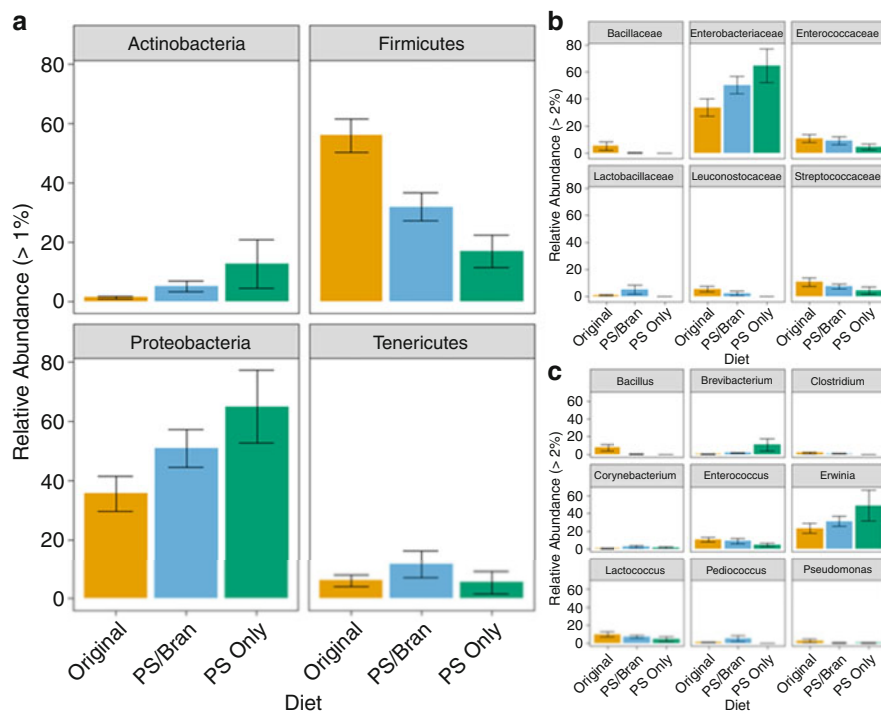 a
Actinobacteria Firmicutes
80
60
40
20
0
Proteobacteria Tenericutes
80
60
40
20
0
Relative Abundance (> 1%)
Original PS/Bran PS Only Original PS/Bran PS Only
Diet
b
Bacillaceae Enterobacteriaceae Enterococcaceae
80
60
40
20
0
Lactobacillaceae Leuconostocaceae Streptococcaceae
80
60
40
20
0
Relative Abundance (> 2%)
Original PS/Bran PS Only Original PS/Bran PS Only Original PS/Bran PS Only
Diet
c
Bacillus Brevibacterium Clostridium
60
40
20
0
Corynebacterium Enterococcus Erwinia
60
40
20
0
Lactococcus Pediococcus Pseudomonas
60
40
20
0
Relative Abundance (> 2%)
Original PS/Bran PS Only Original PS/Bran PS Only Original PS/Bran PS Only
Diet